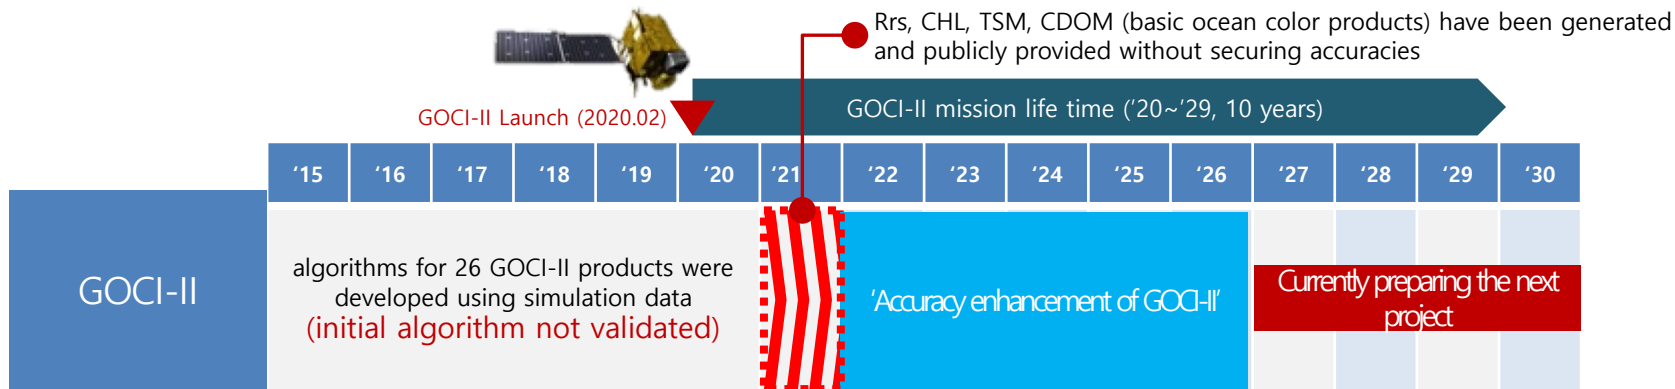 Rrs, CHL, TSM, CDOM (basic ocean color products) have been generated
and publicly provided without securing accuracies
GOCI-II Launch (2020.02)
GOCI-II mission life time (’20~’29, 10 years)
‘15 ‘16 ‘17 ‘18 ‘19 ‘20 ‘21 ‘22 ‘23 ‘24 ‘25 ‘26 ‘27 ‘28 ‘29 ‘30
GOCI-II
algorithms for 26 GOCI-II products were
developed using simulation data
(initial algorithm not validated)
‘Accuracy enhancement of GOCI-II’
Currently preparing the next
project